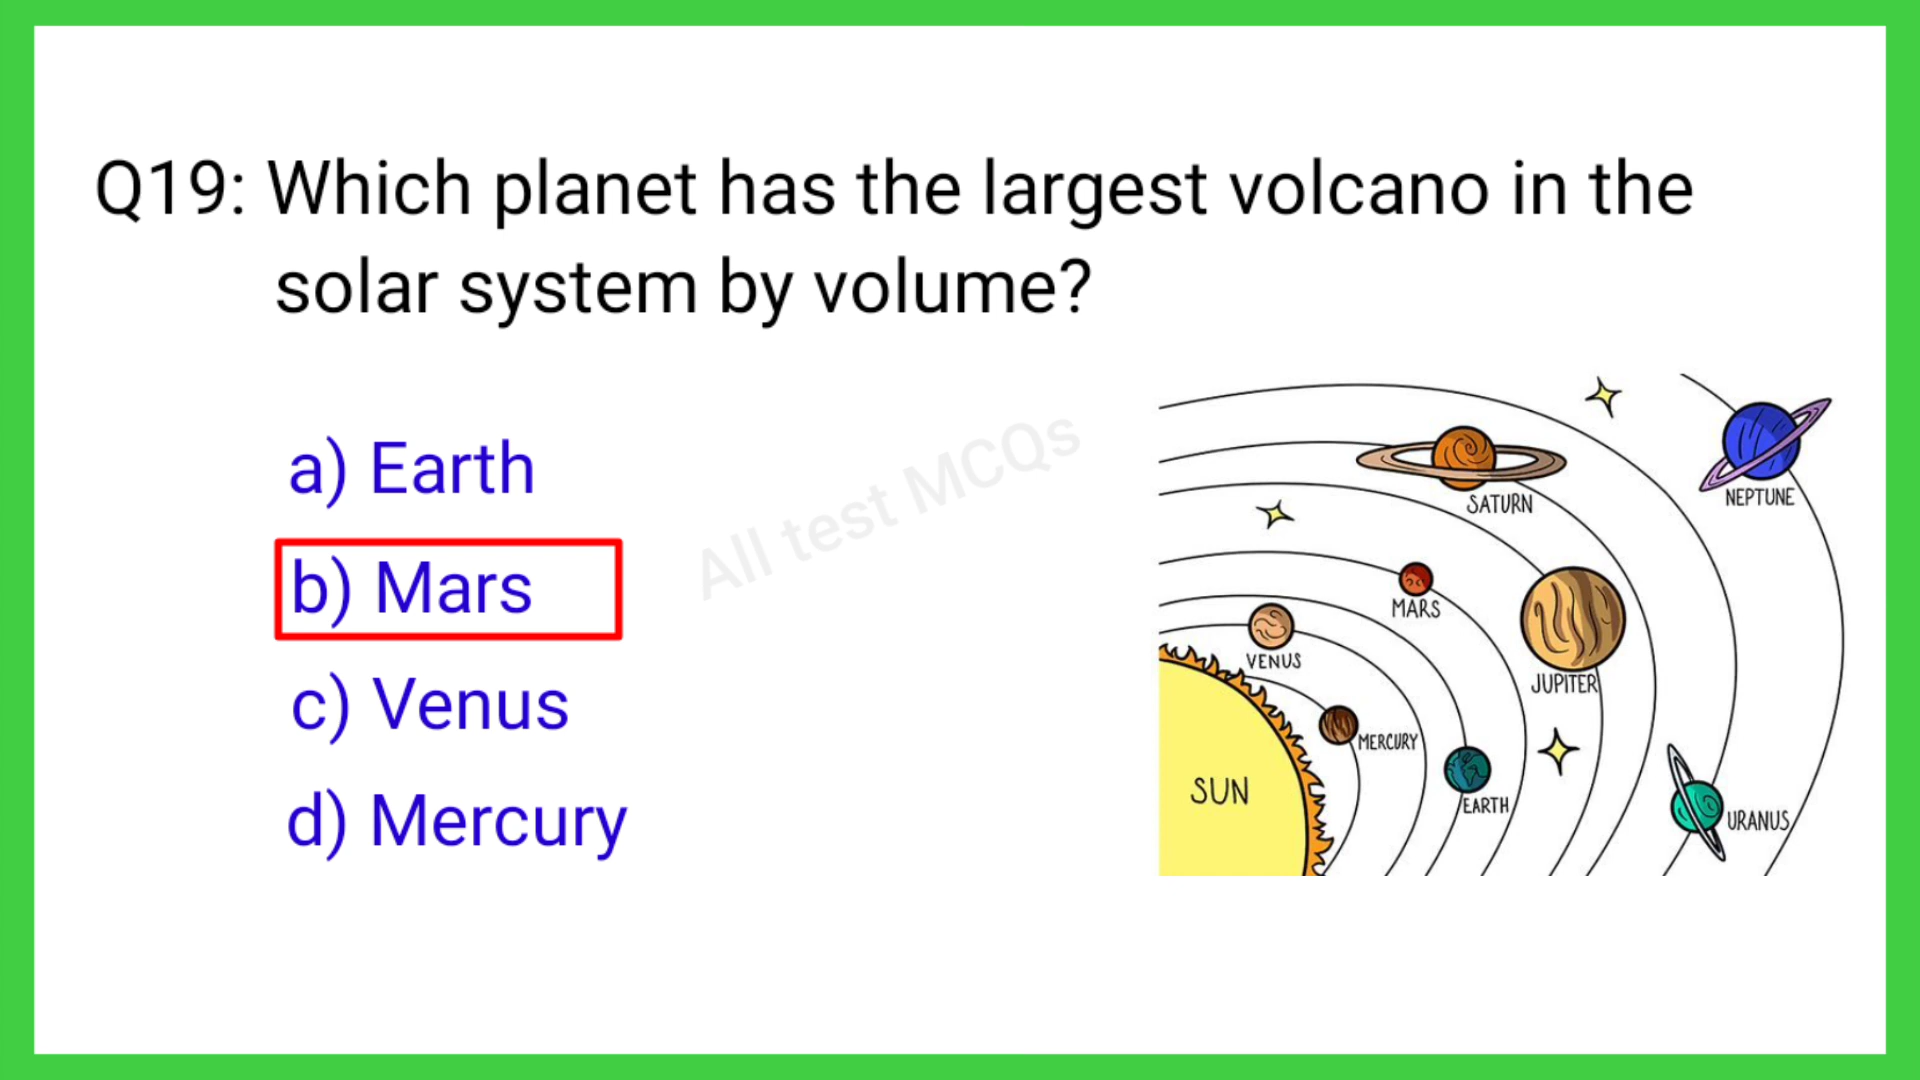 Q19: Which planet has the largest volcano in the
solar system by volume?
a) Earth
b) Mars
c) Venus
d) Mercury
All test MCQs
NEPTUNE
SATURN
MARS
VENUS
JUPITER
MERCURY
SUN
EARTH
URANUS